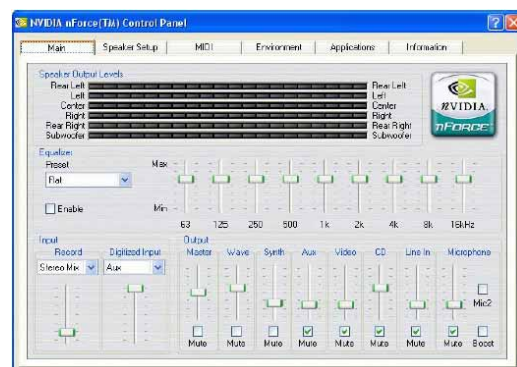 NVIDIA nForce(TM) Control Panel
Main Speaker Setup MIDI Environment Applications Information
Speaker Output Levels
Rear Left Rear Left
Left Left
Center Center
Right Right
Rear Right Rear Right
Subwoofer Subwoofer
NVIDIA.
nFORCE
Equalizer
Preset Max
Flat
Enable Min
63 125 250 500 1k 2k 4k 8k 16kHz
Input Output
Record Digitized Input Master Wave Synth Aux Video CD Line In Microphone
Stereo Mix Aux
Mic2
Mute Mute Mute Mute Mute Mute Mute Mute Boost